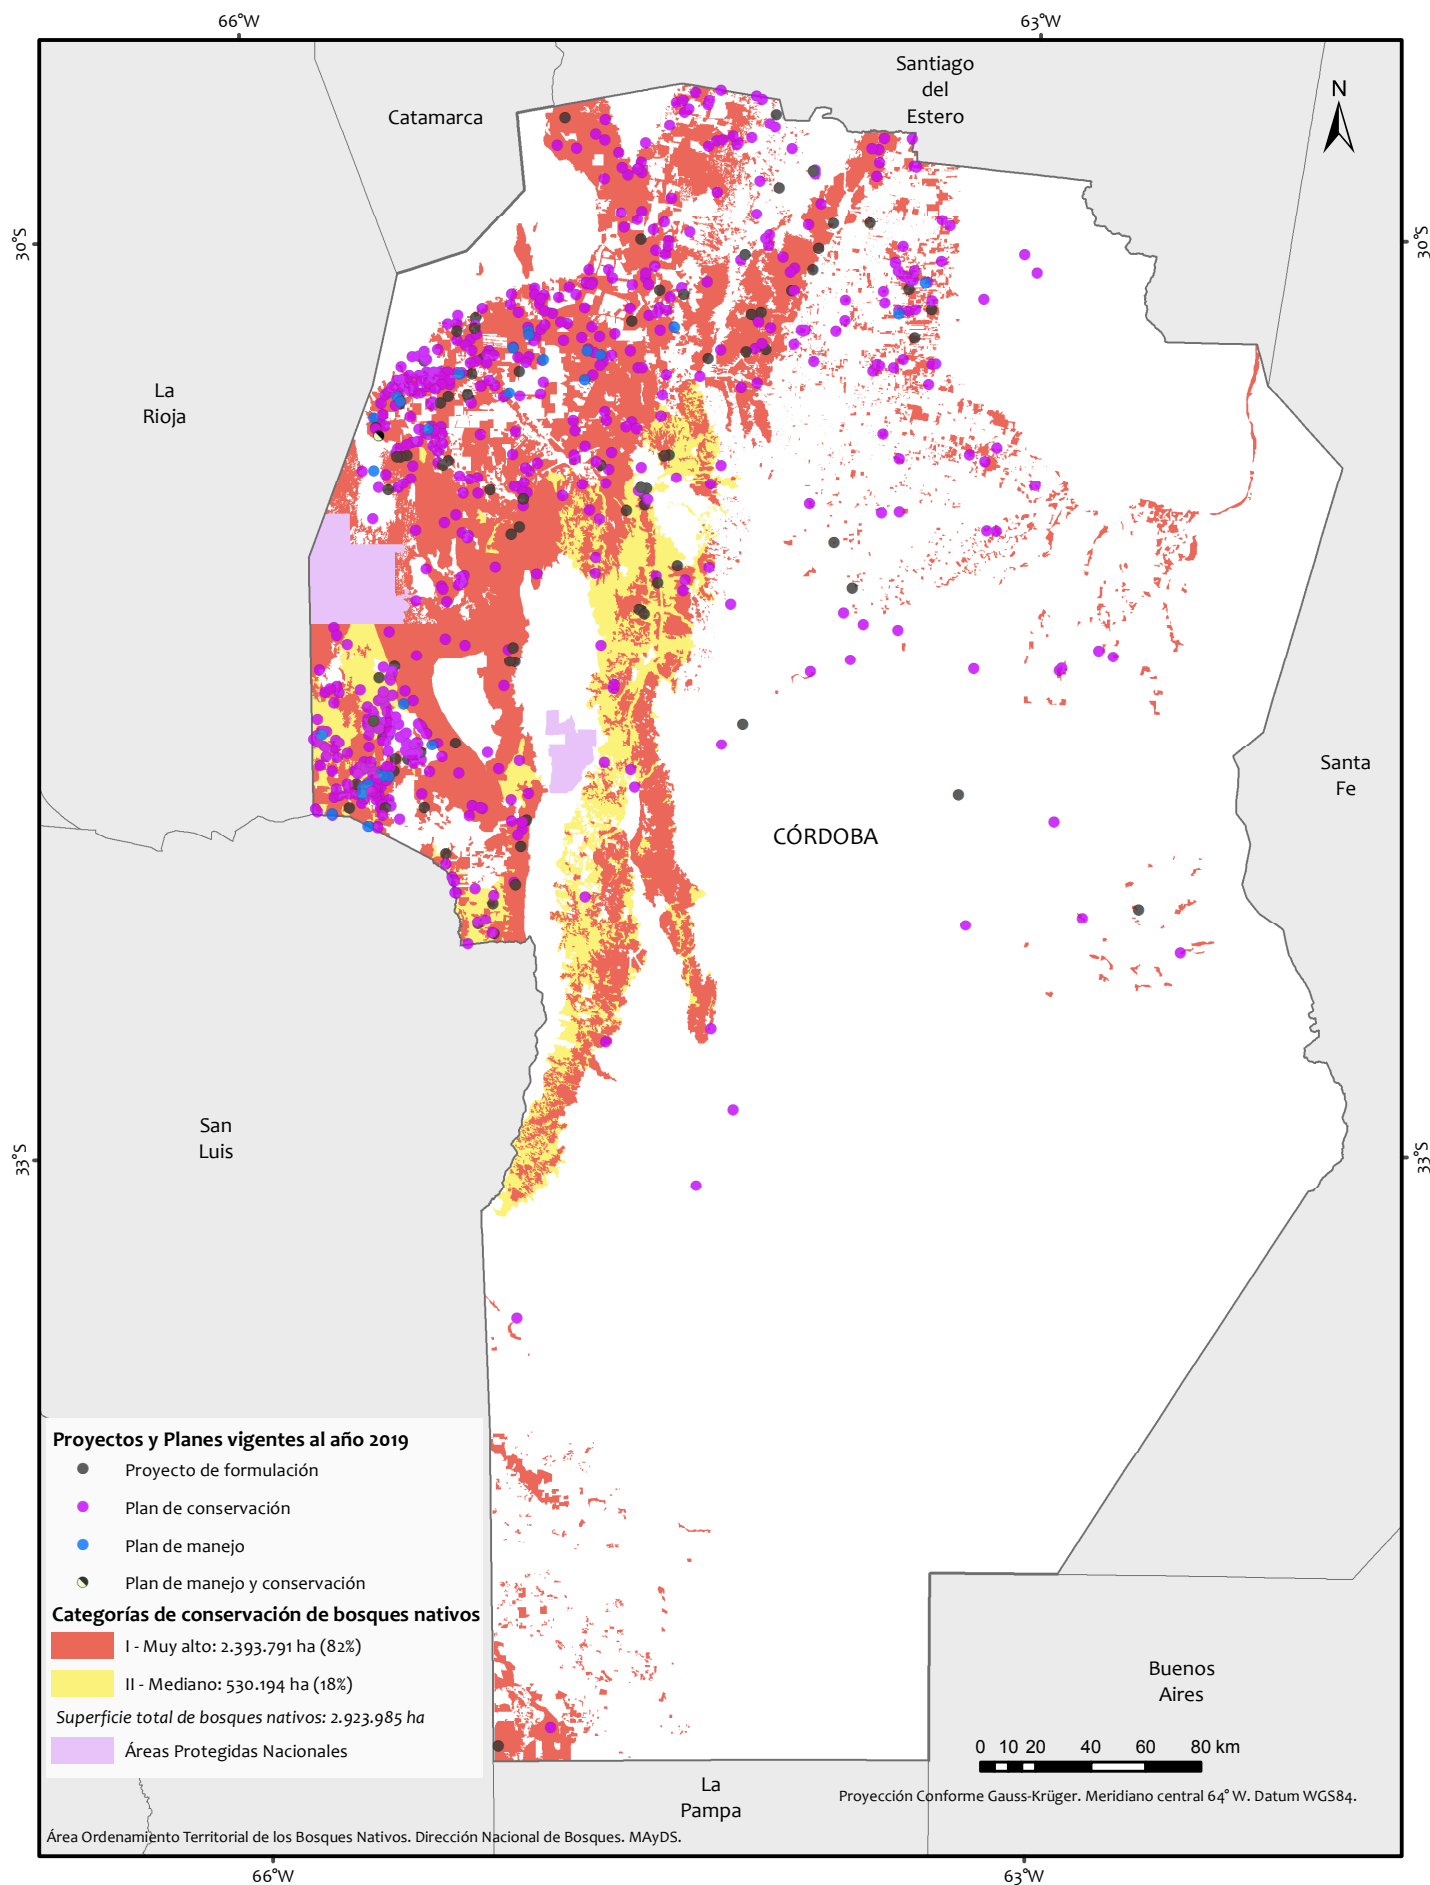 66°W
63°W
Santiago
del
Estero
N
Catamarca
30°S
30°S
La
Rioja
Santa
Fe
CÓRDOBA
San
Luis
33°S
33°S
Proyectos y Planes vigentes al año 2019
Proyecto de formulación
Plan de conservación
Plan de manejo
Plan de manejo y conservación
Categorías de conservación de bosques nativos
I - Muy alto: 2.393.791 ha (82%)
II - Mediano: 530.194 ha (18%)
Superficie total de bosques nativos: 2.923.985 ha
Áreas Protegidas Nacionales
Buenos
Aires
0 10 20 40 60 80 km
La
Pampa
Proyección Conforme Gauss-Krüger. Meridiano central 64° W. Datum WGS84.
Área Ordenamiento Territorial de los Bosques Nativos. Dirección Nacional de Bosques. MAyDS.
66°W
63°W